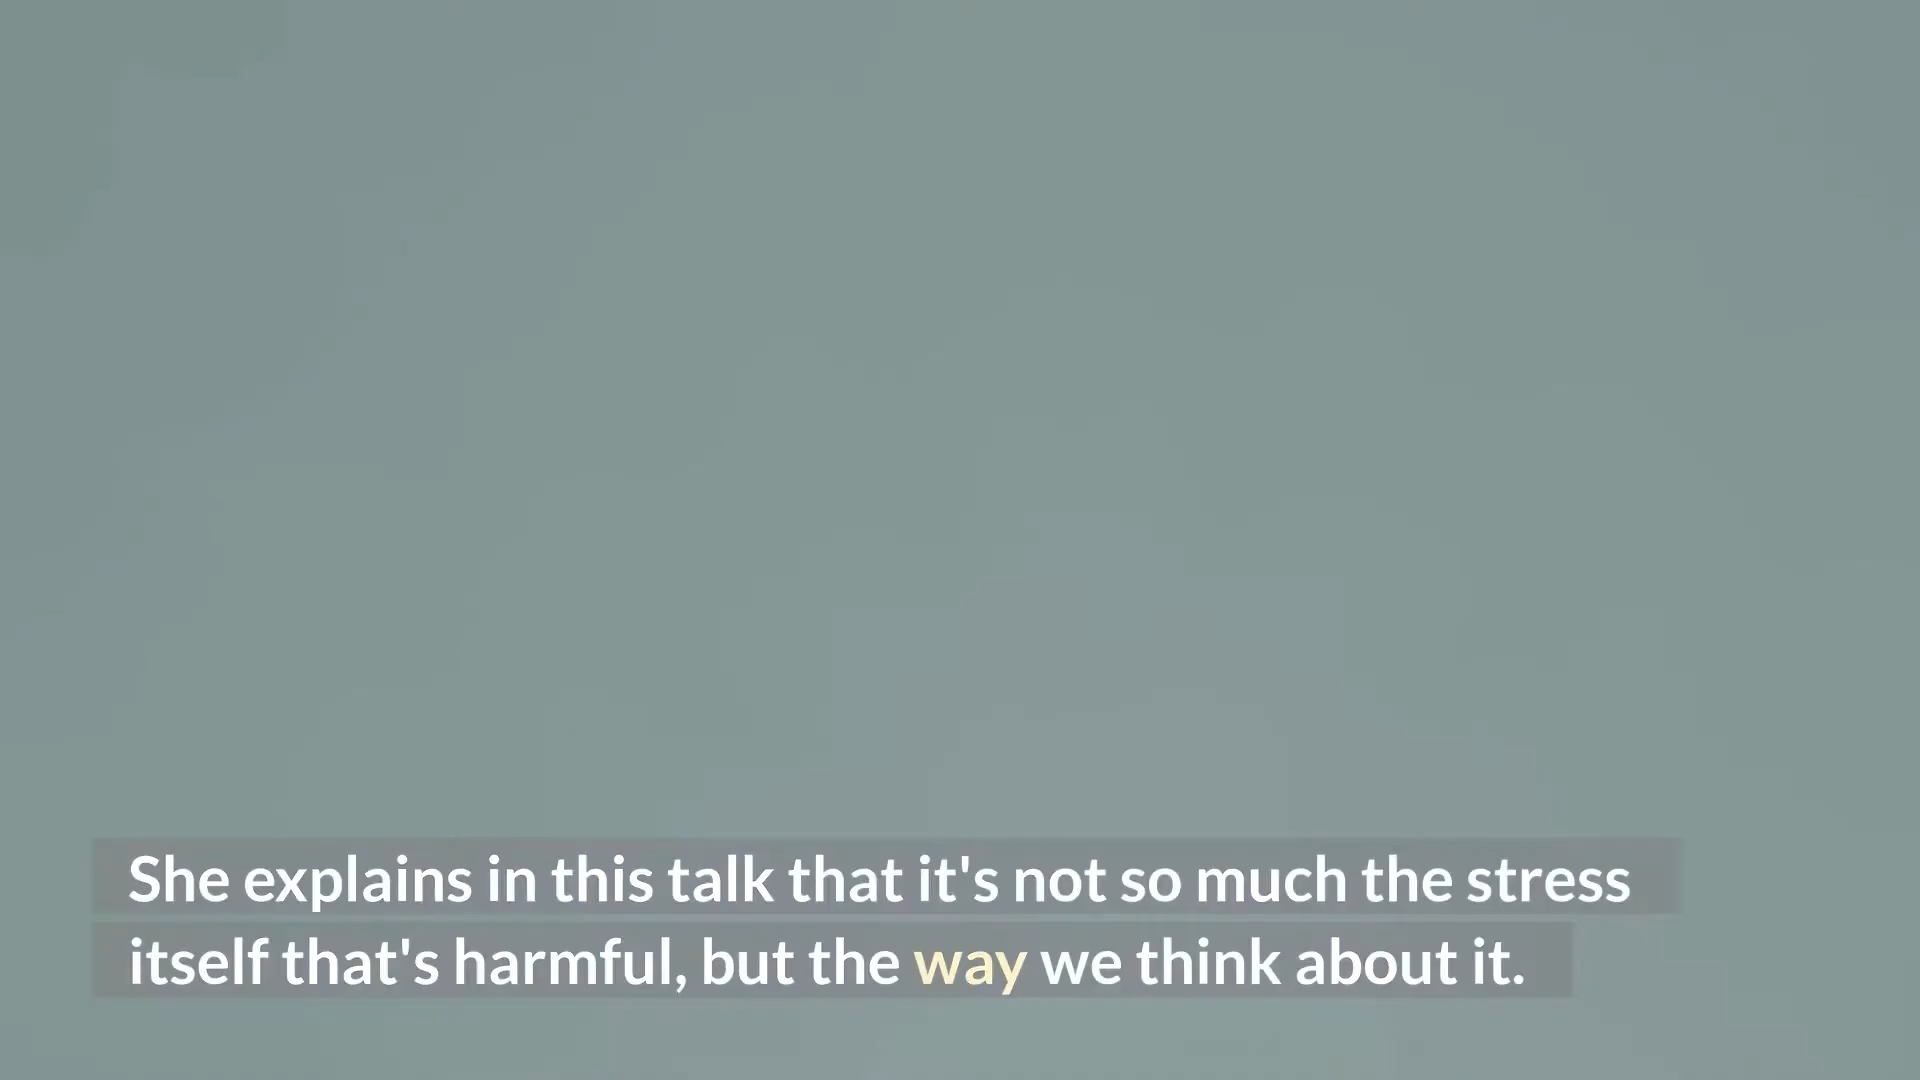 She explains in this talk that it's not so much the stress
itself that's harmful, but the way we think about it.